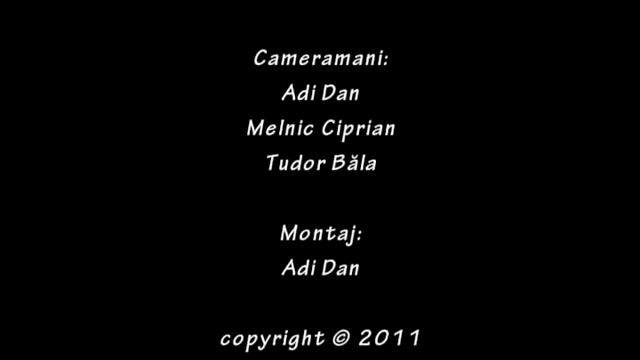 Cameramani:
Adi Dan
Melnic Ciprian
Tudor Băla
Montaj:
Adi Dan
copyright © 2011